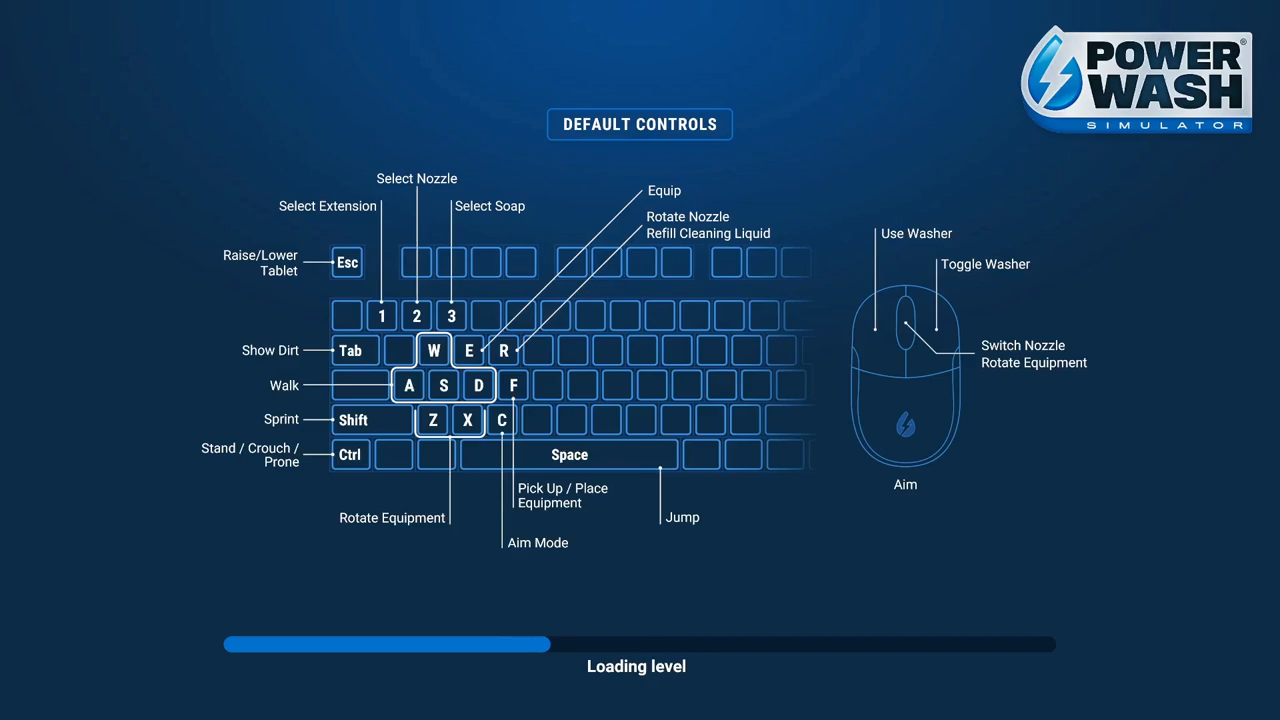 POWER
WASH
SIMULATOR
®
DEFAULT CONTROLS
Select Nozzle
Select Extension
Select Soap
Equip
Rotate Nozzle
Refill Cleaning Liquid
Raise/Lower
Tablet
Esc
1 2 3
Show Dirt
Tab W E R
Walk
A S D F
Sprint
Shift Z X C
Stand / Crouch /
Prone
Ctrl Space
Rotate Equipment
Pick Up / Place
Equipment
Aim Mode
Jump
Use Washer
Toggle Washer
Switch Nozzle
Rotate Equipment
Aim
Loading level